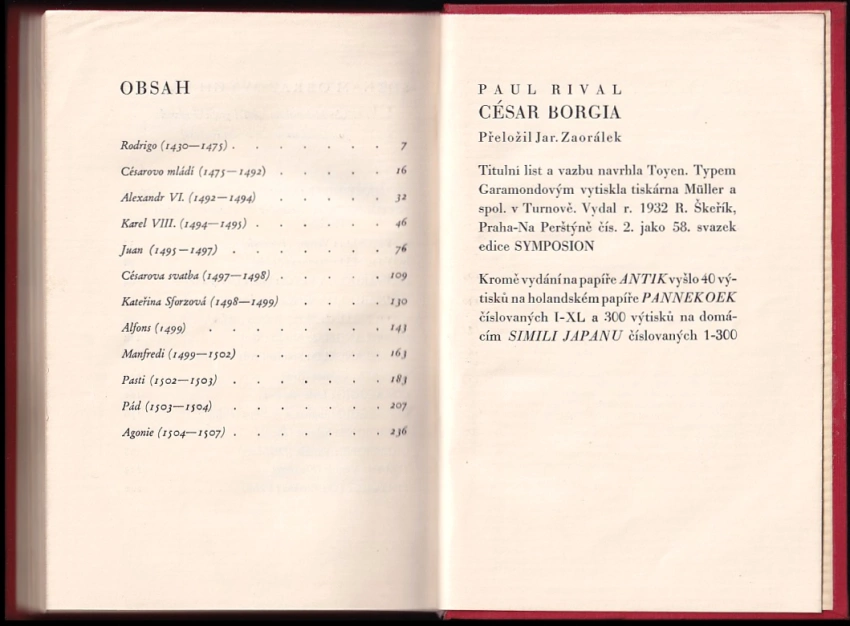 OBSAH
Rodrigo (1430—1475) . . . . . . . 7
Césarovo mládí (1475—1492) . . . . . 16
Alexandr VI. (1492—1494) . . . . . 32
Karel VIII. (1494—1495) . . . . . . 46
Juan (1495—1497) . . . . . . . 76
Césarova svatba (1497—1498) . . . . . 109
Kateřina Sforzová (1498—1499) . . . . 130
Alfons (1499) . . . . . . . 143
Manfredi (1499—1502) . . . . . . 163
Pasti (1502—1503) . . . . . . . 183
Pád (1503—1504) . . . . . . . 207
Agonie (1504—1507) . . . . . . . 236
PAUL RIVAL
CÉSAR BORGIA
Přeložil Jar. Zaorálek
Titulni list a vazbu navrhla Toyen. Typem
Garamondovým vytiskla tiskárna Müller a
spol. v Turnově. Vydal r. 1932 R. Škeřík,
Praha-Na Perštýně čís. 2. jako 58. svazek
edice SYMPOSION
Kromě vydání na papíře ANTIK vyšlo 40 vý-
tisků na holandském papíře PANNEKOEK
číslovaných I-XL a 300 výtisků na domá-
cím SIMILI JAPANU číslovaných 1-300